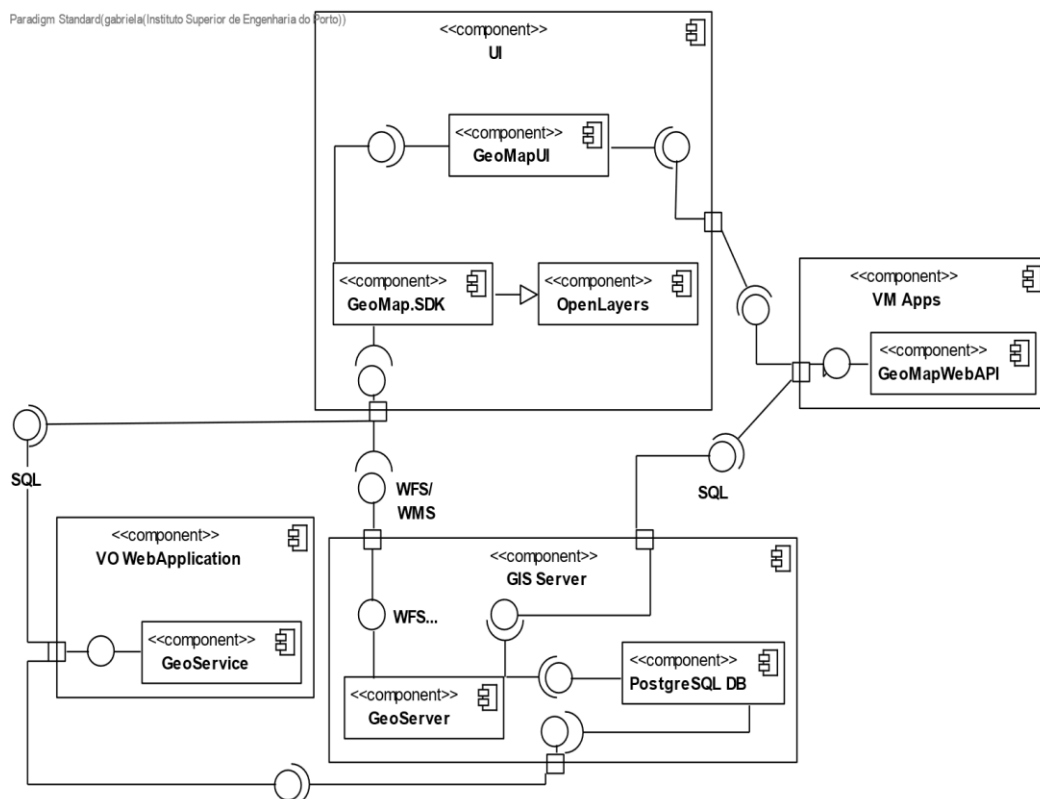 Paradigm Standard(gabriela(Instituto Superior de Engenharia do Porto))
<<component>>
UI
<<component>>
GeoMapUI
<<component>>
GeoMap.SDK
<<component>>
OpenLayers
<<component>>
VM Apps
<<component>>
GeoMapWebAPI
SQL
WFS/
WMS
SQL
<<component>>
VO WebApplication
<<component>>
GeoService
<<component>>
GIS Server
WFS...
<<component>>
PostgreSQL DB
<<component>>
GeoServer